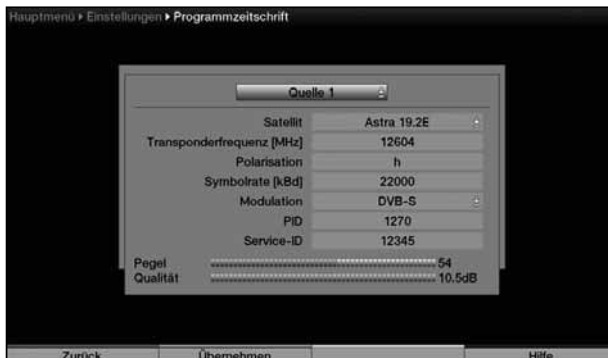 Hauptmenü ▸ Einstellungen ▸ Programmzeitschrift
Quelle 1
Satellit Astra 19.2E
Transponderfrequenz [MHz] 12604
Polarisation h
Symbolrate [kBd] 22000
Modulation DVB-S
PID 1270
Service-ID 12345
Pegel 54
Qualität 10.5dB
Zurück Übernehmen Hilfe